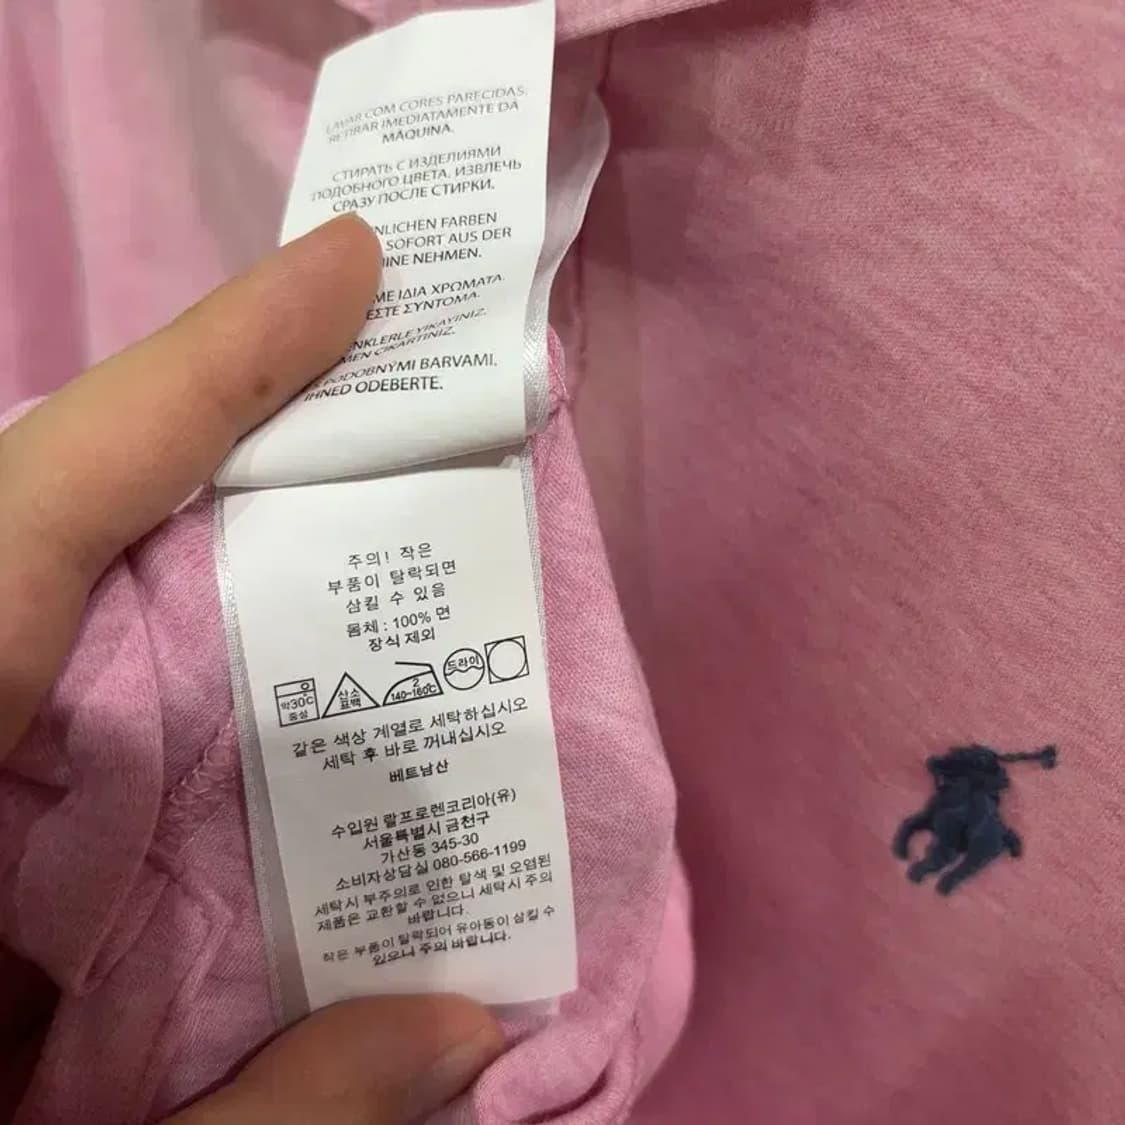 LAVAR COM CORES PARECIDAS.
RETIRAR IMEDIATAMENTE DA
MÁQUINA.
СТИРАТЬ С ИЗДЕЛИЯМИ
ПОДОБНОГО ЦВЕТА. ИЗВЛЕЧЬ
СРАЗУ ПОСЛЕ СТИРКИ.
NLICHEN FARBEN
SOFORT AUS DER
INE NEHMEN.
ΜΕ ΙΔΙΑ ΧΡΩΜΑΤΑ.
ΕΣΤΕ ΣΥΝΤΟΜΑ.
ENKLERLE YIKAYINIZ.
MEN ÇIKARTINIZ.
S PODOBNÝMI BARVAMI.
IHNED ODEBERTE.
주의! 작은
부품이 탈락되면
삼킬 수 있음
몸체 : 100% 면
장식 제외
약30℃
중성
산소
표백
2
140~160℃
드라이
같은 색상 계열로 세탁하십시오
세탁 후 바로 꺼내십시오
베트남산
수입원 랄프로렌코리아(유)
서울특별시 금천구
가산동 345-30
소비자상담실 080-566-1199
세탁시 부주의로 인한 탈색 및 오염된
제품은 교환할 수 없으니 세탁시 주의
바랍니다.
작은 부품이 탈락되어 유아동이 삼킬 수
있으니 주의 바랍니다.